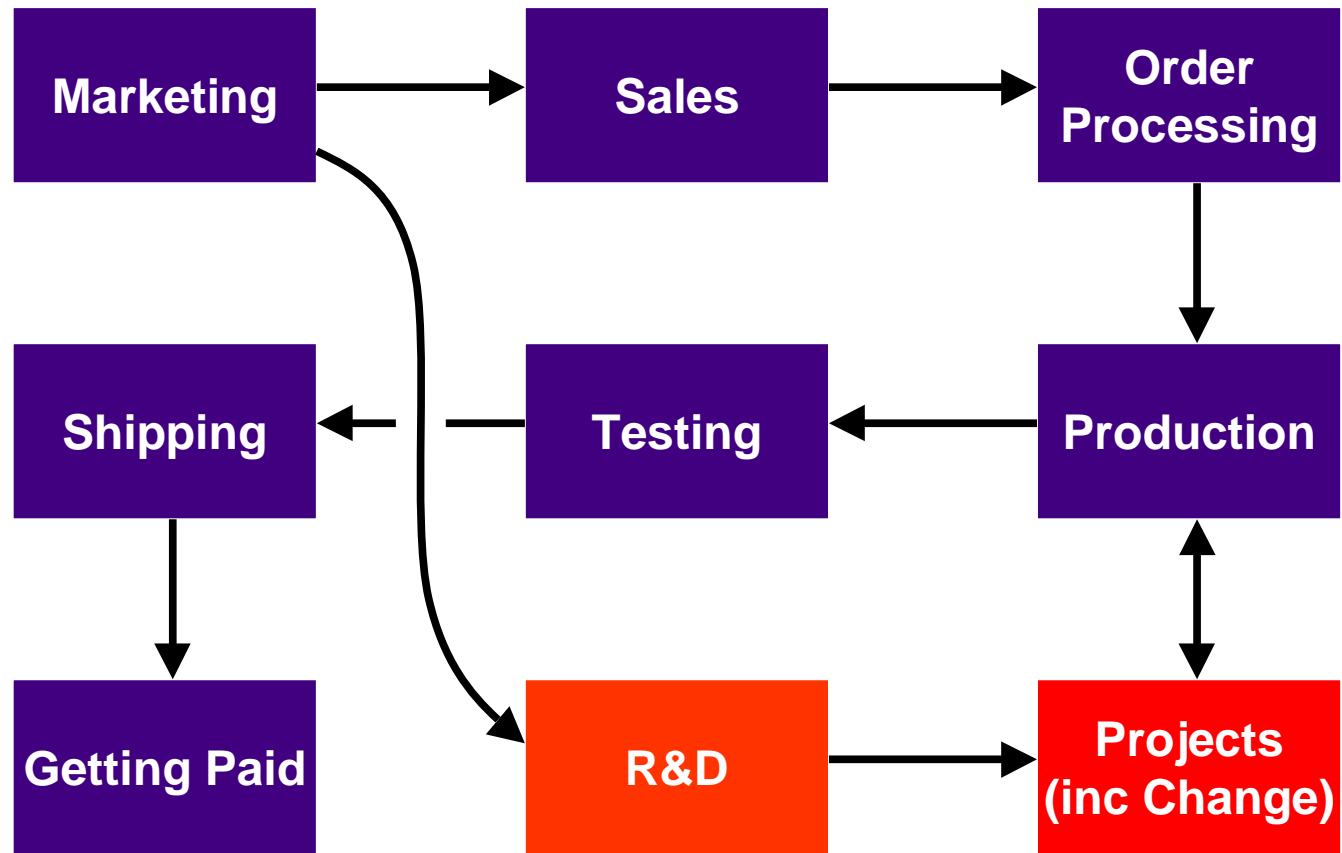 Marketing
Sales
Order
Processing
Shipping
Testing
Production
Getting Paid
R&D
Projects
(inc Change)